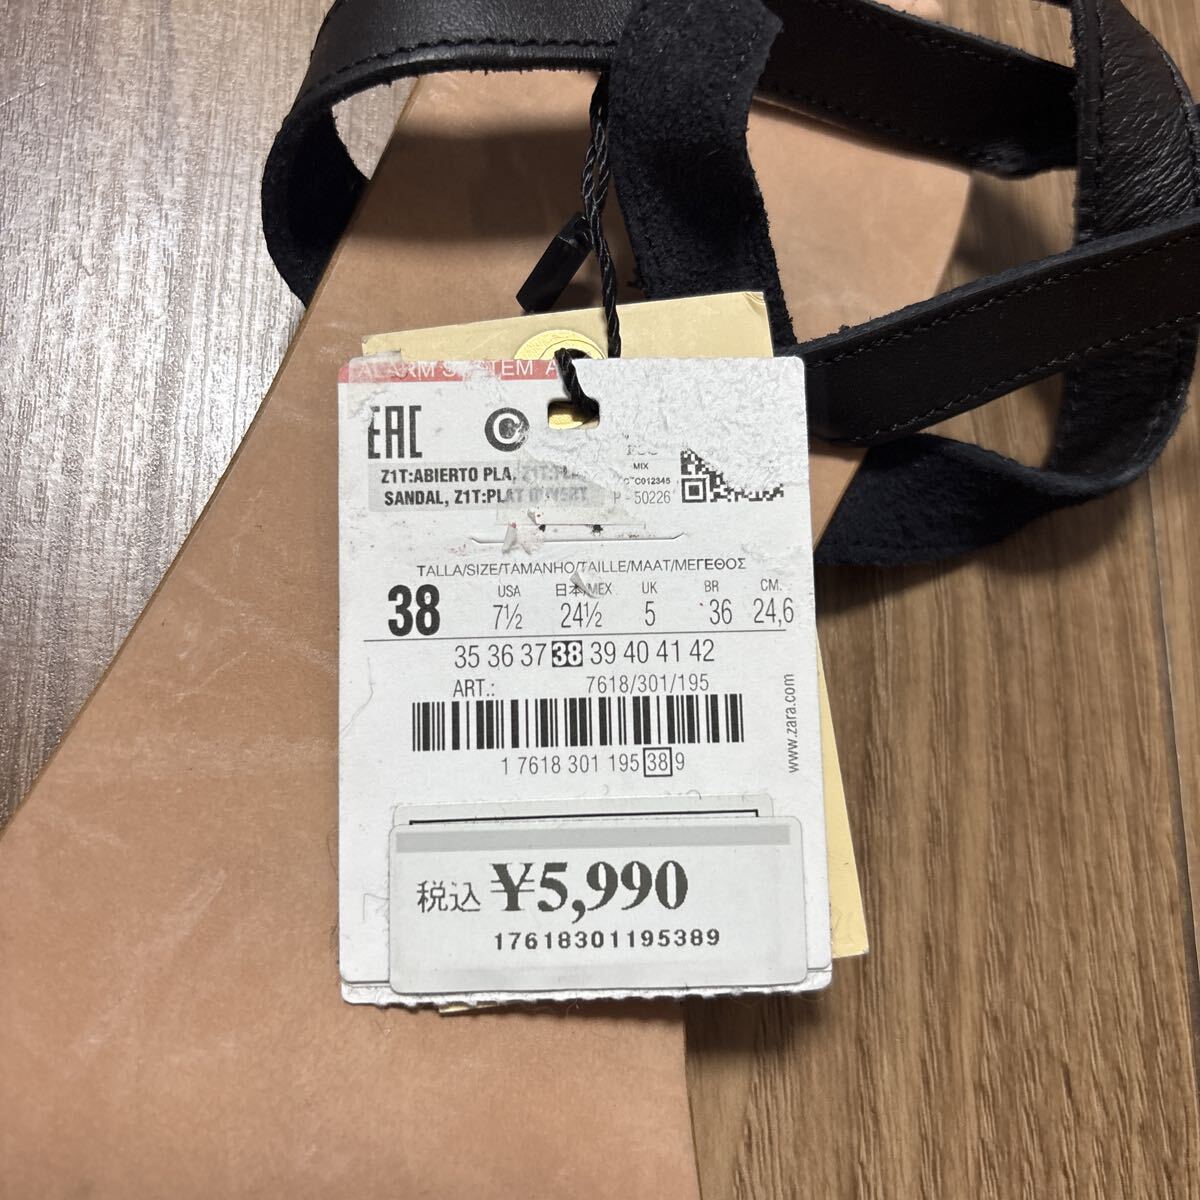 ALARM SYSTEM A
EAC
C
Z1T:ABIERTO PLA,
SANDAL, Z1T:PLAT
MIX
C012345
50226
TALLA/SIZE/TAMANHO/TAILLE/MAAT/ΜΕΓΕΘΟΣ
USA 日本/MEX UK BR CM.
38 7½ 24½ 5 36 24,6
35 36 37 38 39 40 41 42
ART.: 7618/301/195
1 7618 301 195 38 9
www.zara.com
税込 ¥5,990
17618301195389